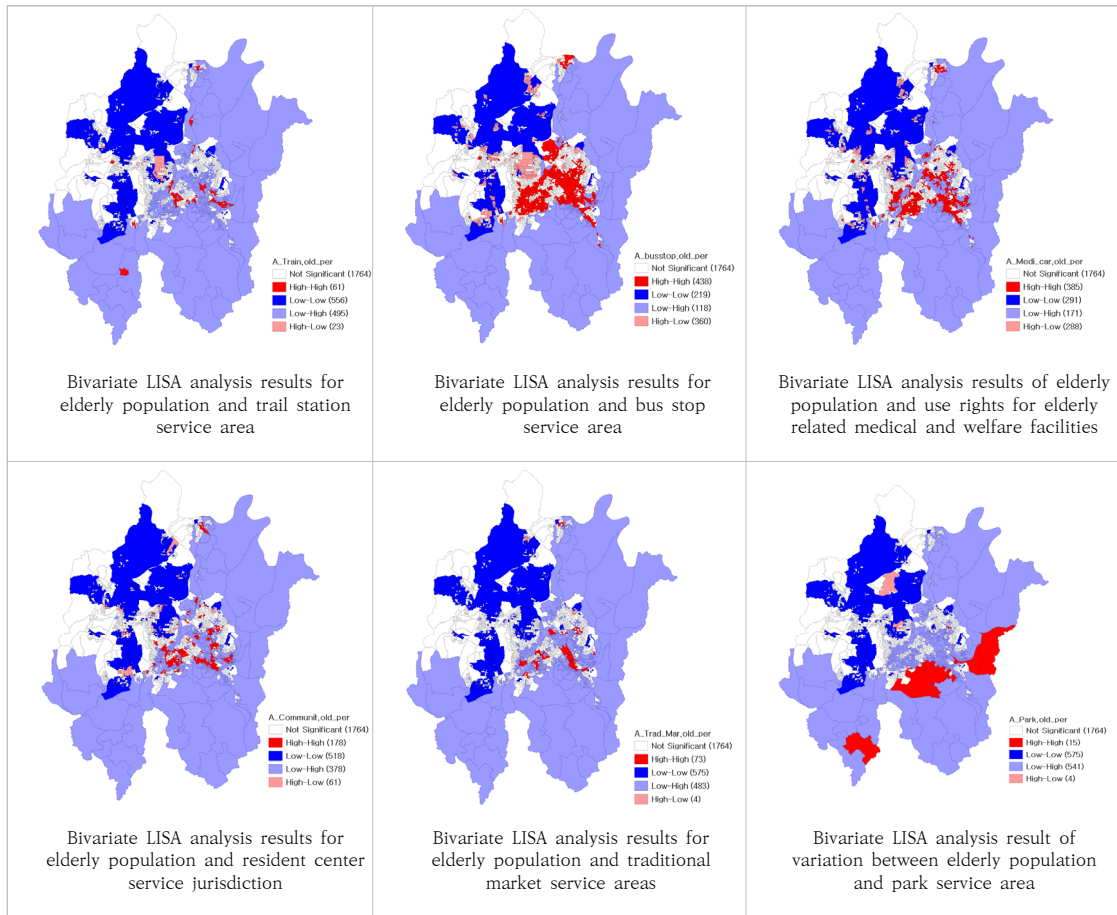 A_Train,old_per
Not Significant (1764)
High-High (61)
Low-Low (556)
Low-High (495)
High-Low (23)
Bivariate LISA analysis results for
elderly population and trail station
service area
A_busstop,old_per
Not Significant (1764)
High-High (438)
Low-Low (219)
Low-High (118)
High-Low (360)
Bivariate LISA analysis results for
elderly population and bus stop
service area
A_Medi_car,old_per
Not Significant (1764)
High-High (385)
Low-Low (291)
Low-High (171)
High-Low (288)
Bivariate LISA analysis results of elderly
population and use rights for elderly
related medical and welfare facilities
A_Communit,old_per
Not Significant (1764)
High-High (178)
Low-Low (518)
Low-High (378)
High-Low (61)
Bivariate LISA analysis results for
elderly population and resident center
service jurisdiction
A_Trad_Mar,old_per
Not Significant (1764)
High-High (73)
Low-Low (575)
Low-High (483)
High-Low (4)
Bivariate LISA analysis results for
elderly population and traditional
market service areas
A_Park,old_per
Not Significant (1764)
High-High (15)
Low-Low (575)
Low-High (541)
High-Low (4)
Bivariate LISA analysis result of
variation between elderly population
and park service area